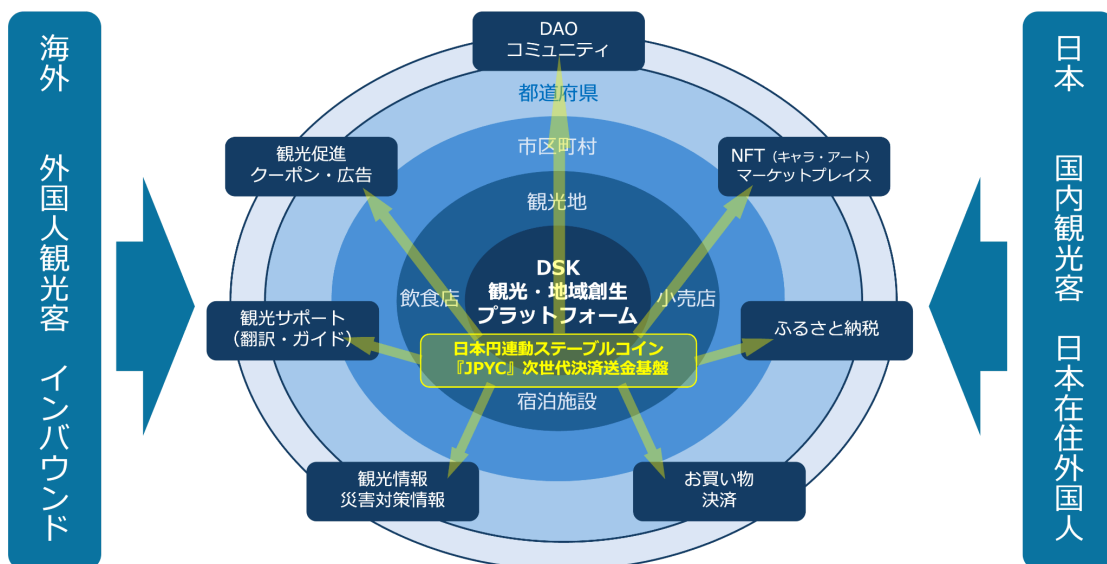 海外 外国人観光客 インバウンド
DAO
コミュニティ
都道府県
市区町村
観光地
観光促進
クーポン・広告
NFT（キャラ・アート）
マーケットプレイス
DSK
観光・地域創生
プラットフォーム
飲食店
小売店
観光サポート
（翻訳・ガイド）
ふるさと納税
日本円連動ステーブルコイン
『JPYC』次世代決済送金基盤
宿泊施設
観光情報
災害対策情報
お買い物
決済
日本 国内観光客 日本在住外国人